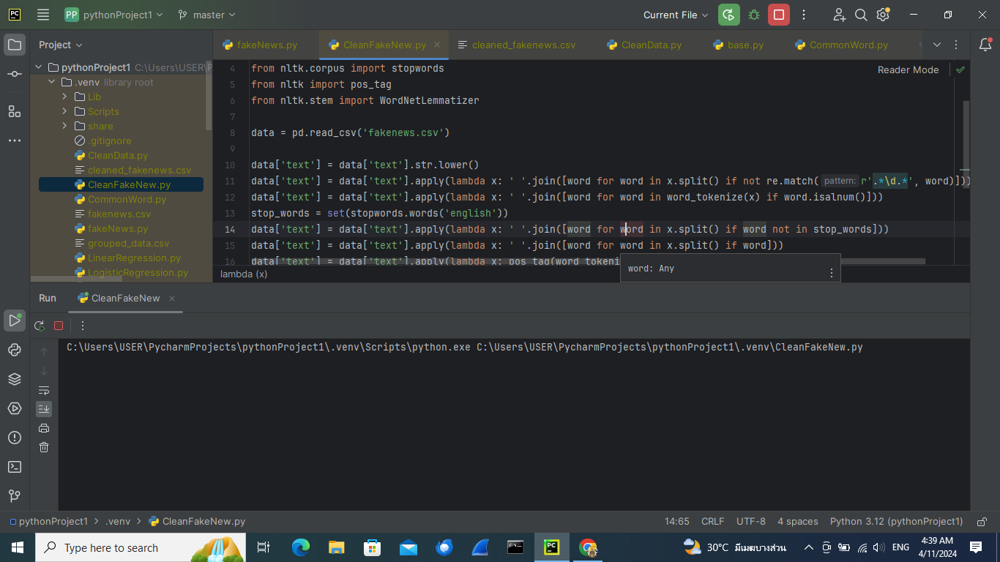 PC
PP pythonProject1 master Current File
Project
fakeNews.py CleanFakeNew.py cleaned_fakenews.csv CleanData.py base.py CommonWord.py
pythonProject1 C:\Users\USER\P
.venv library root
Lib
Scripts
share
.gitignore
CleanData.py
cleaned_fakenews.csv
CleanFakeNew.py
CommonWord.py
fakenews.csv
fakeNews.py
grouped_data.csv
LinearRegression.py
LogisticRegression.py
Reader Mode
4 from nltk.corpus import stopwords
5 from nltk import pos_tag
6 from nltk.stem import WordNetLemmatizer
7
8 data = pd.read_csv('fakenews.csv')
9
10 data['text'] = data['text'].str.lower()
11 data['text'] = data['text'].apply(lambda x: ' '.join([word for word in x.split() if not re.match( pattern: r'.*\d.*', word)]))
12 data['text'] = data['text'].apply(lambda x: ' '.join([word for word in word_tokenize(x) if word.isalnum()]))
13 stop_words = set(stopwords.words('english'))
14 data['text'] = data['text'].apply(lambda x: ' '.join([word for word in x.split() if word not in stop_words]))
15 data['text'] = data['text'].apply(lambda x: ' '.join([word for word in x.split() if word]))
16 data['text'] = data['text'].apply(lambda x: pos_tag(word_tokeni
word: Any
lambda (x)
Run CleanFakeNew
C:\Users\USER\PycharmProjects\pythonProject1\.venv\Scripts\python.exe C:\Users\USER\PycharmProjects\pythonProject1\.venv\CleanFakeNew.py
pythonProject1 > .venv > CleanFakeNew.py 14:65 CRLF UTF-8 4 spaces Python 3.12 (pythonProject1)
Type here to search
PC
30°C มีเมฆบางส่วน ENG
4:39 AM
4/11/2024